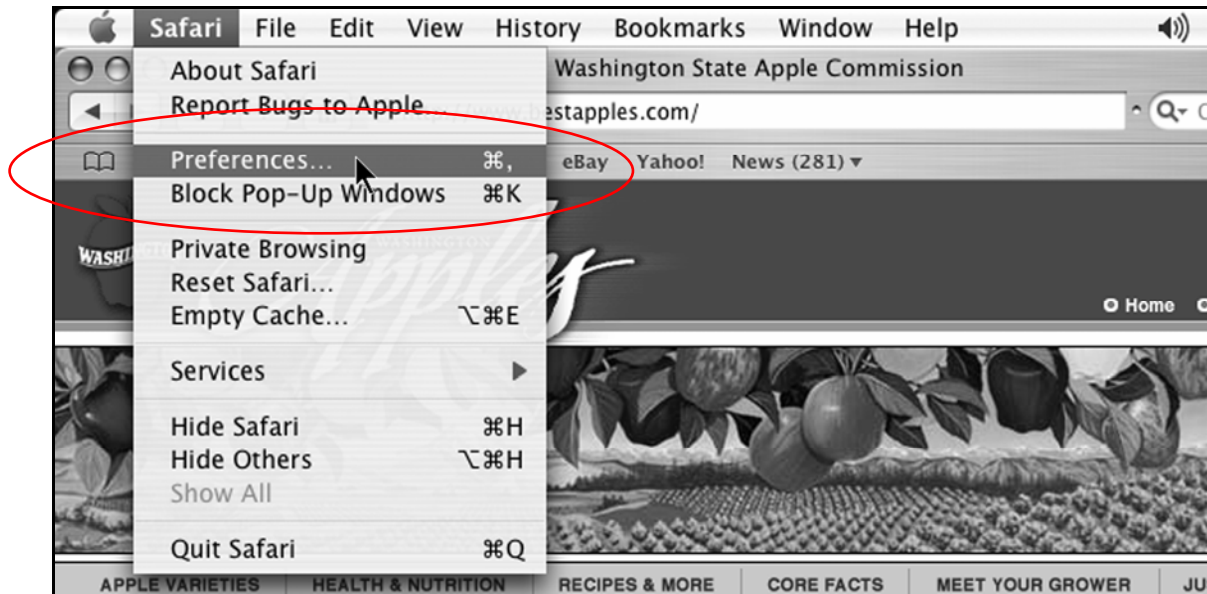 Safari File Edit View History Bookmarks Window Help
About Safari
Washington State Apple Commission
Report Bugs to Apple...
bestapples.com/
Preferences... ⌘,
eBay Yahoo! News (281) ▾
Block Pop-Up Windows ⌘K
Private Browsing
Reset Safari...
Empty Cache... ⌥⌘E
Home
Services
Hide Safari ⌘H
Hide Others ⌥⌘H
Show All
Quit Safari ⌘Q
APPLE VARIETIES HEALTH & NUTRITION RECIPES & MORE CORE FACTS MEET YOUR GROWER JU